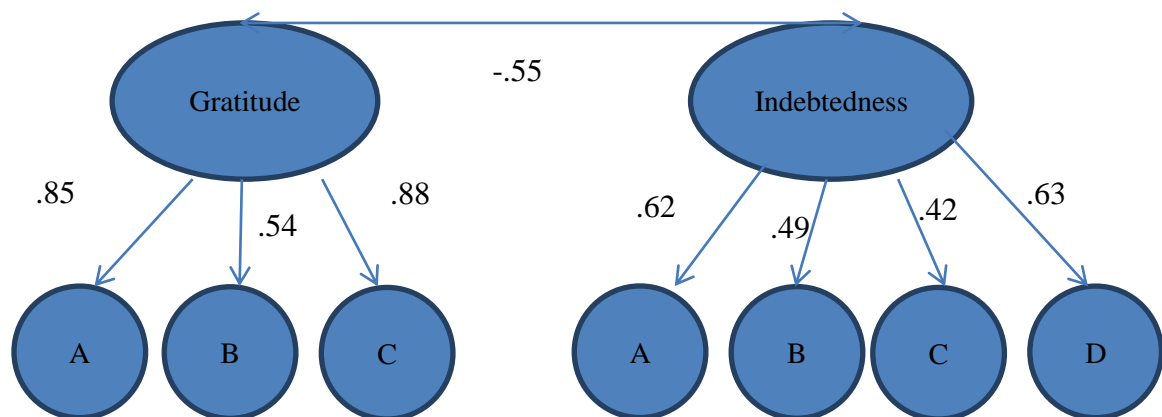 -.55
Gratitude
Indebtedness
.85
.54
.88
.62
.49
.42
.63
A
B
C
A
B
C
D